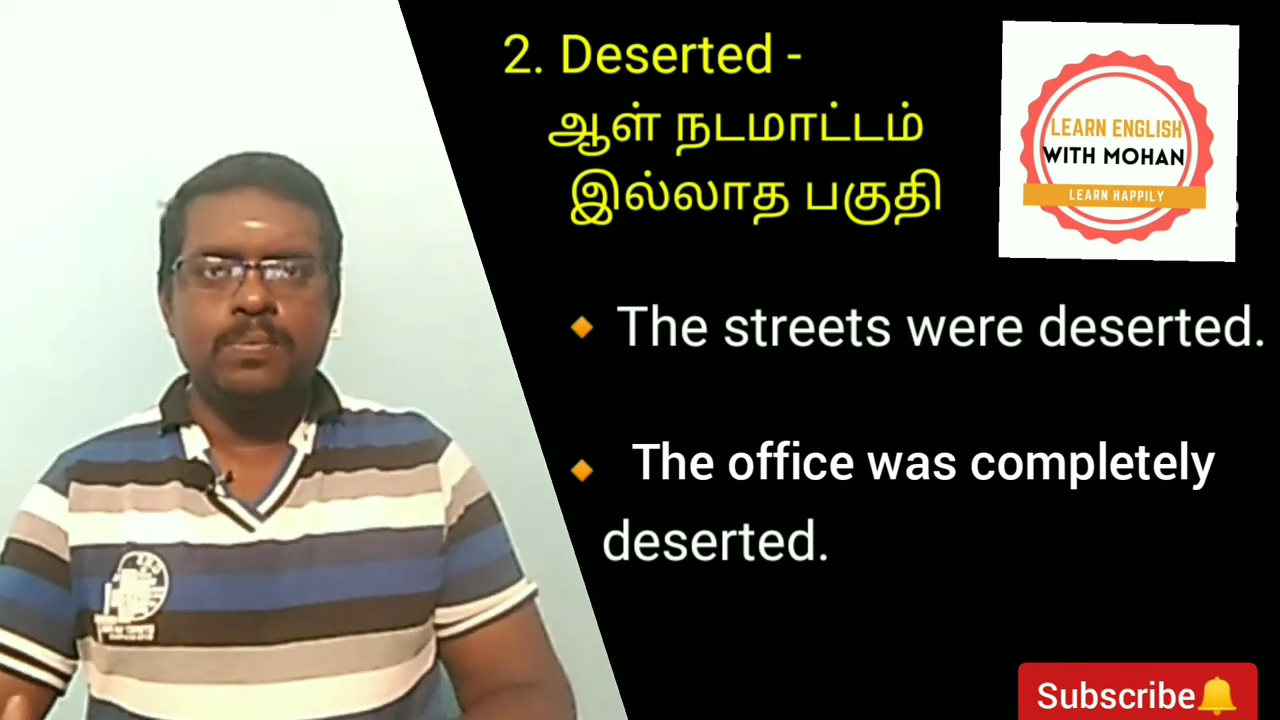 2. Deserted -
ஆள் நடமாட்டம்
இல்லாத பகுதி
LEARN ENGLISH
WITH MOHAN
LEARN HAPPILY
🔸 The streets were deserted.
🔸 The office was completely
deserted.
Subscribe🔔